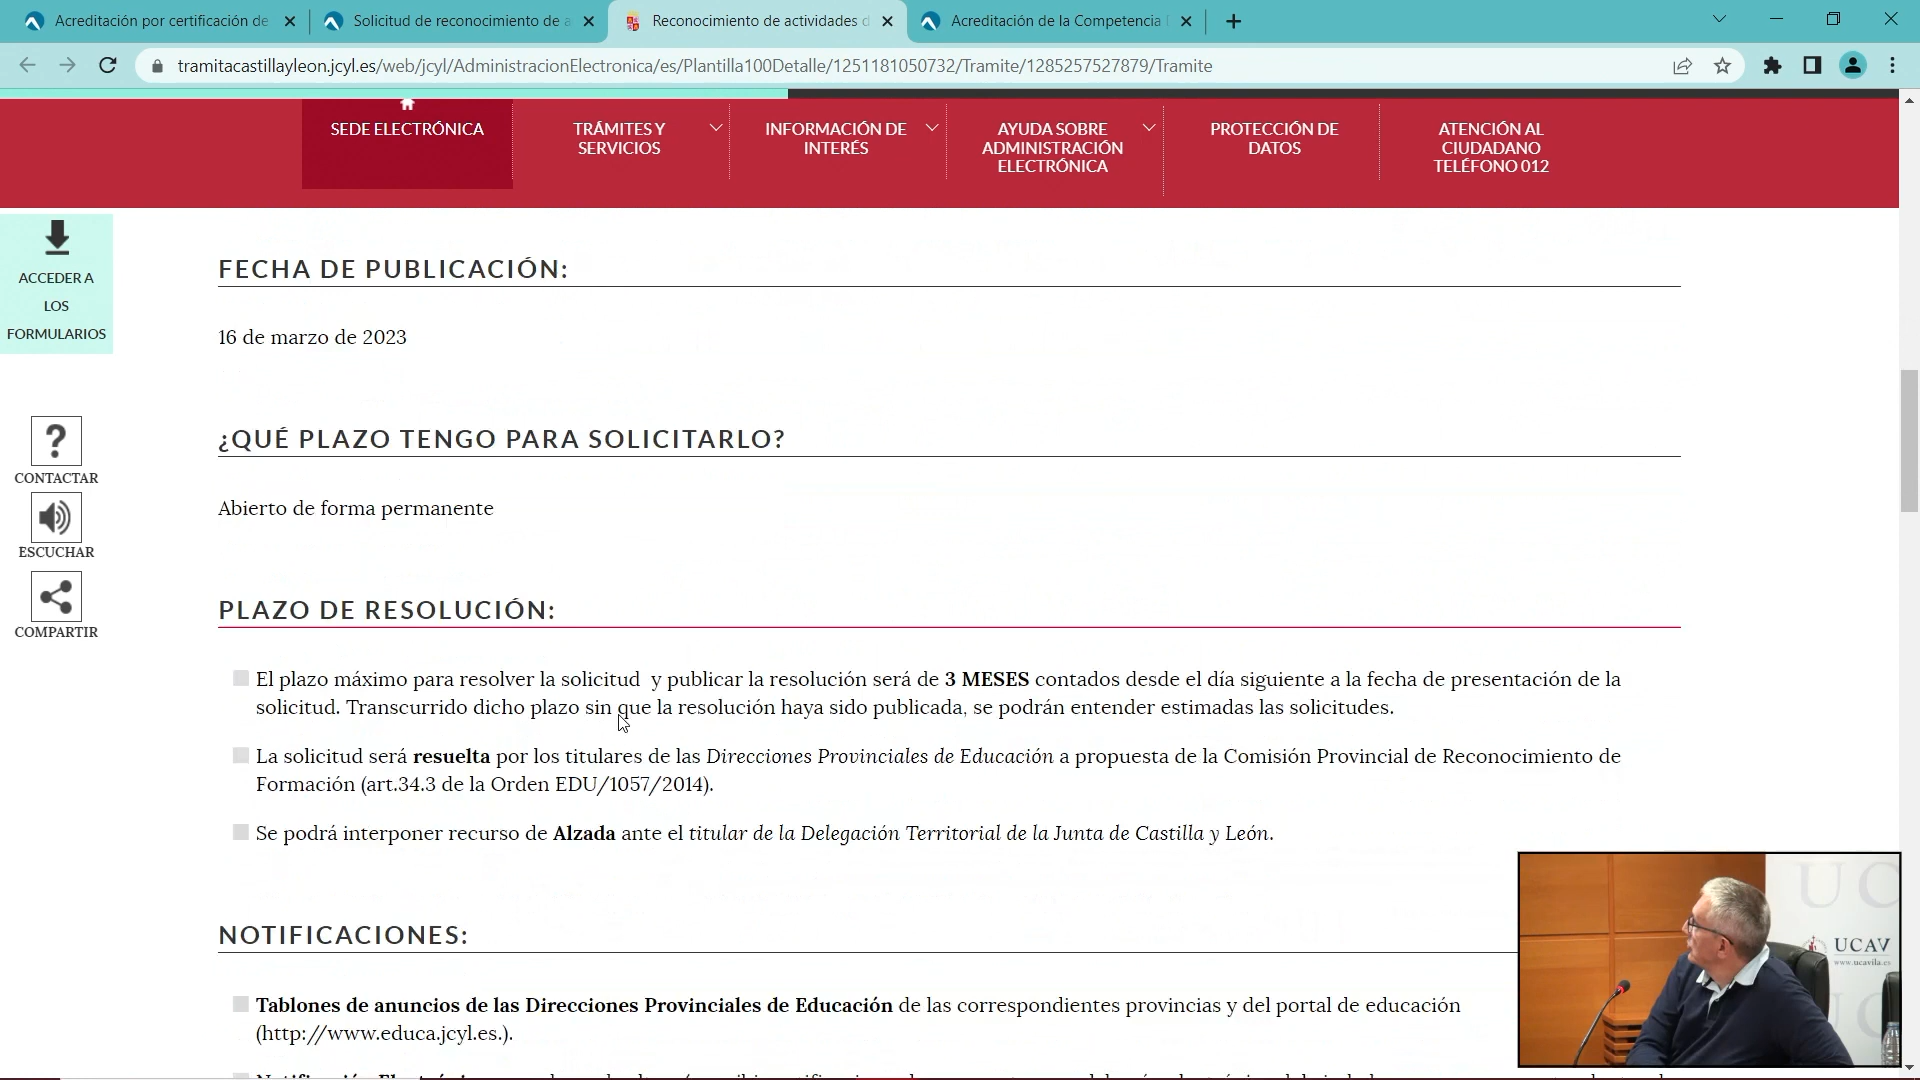 Acreditación por certificación de
Solicitud de reconocimiento de a
Reconocimiento de actividades d
Acreditación de la Competencia
tramitacastillayleon.jcyl.es/web/jcyl/AdministracionElectronica/es/Plantilla100Detalle/1251181050732/Tramite/1285257527879/Tramite
SEDE ELECTRÓNICA
TRÁMITES Y
SERVICIOS
INFORMACIÓN DE
INTERÉS
AYUDA SOBRE
ADMINISTRACIÓN
ELECTRÓNICA
PROTECCIÓN DE
DATOS
ATENCIÓN AL
CIUDADANO
TELÉFONO 012
ACCEDER A
LOS
FORMULARIOS
CONTACTAR
ESCUCHAR
COMPARTIR
FECHA DE PUBLICACIÓN:
16 de marzo de 2023
¿QUÉ PLAZO TENGO PARA SOLICITARLO?
Abierto de forma permanente
PLAZO DE RESOLUCIÓN:
El plazo máximo para resolver la solicitud y publicar la resolución será de 3 MESES contados desde el día siguiente a la fecha de presentación de la
solicitud. Transcurrido dicho plazo sin que la resolución haya sido publicada, se podrán entender estimadas las solicitudes.
La solicitud será resuelta por los titulares de las Direcciones Provinciales de Educación a propuesta de la Comisión Provincial de Reconocimiento de
Formación (art.34.3 de la Orden EDU/1057/2014).
Se podrá interponer recurso de Alzada ante el titular de la Delegación Territorial de la Junta de Castilla y León.
NOTIFICACIONES:
Tablones de anuncios de las Direcciones Provinciales de Educación de las correspondientes provincias y del portal de educación
(http://www.educa.jcyl.es.).
UC
UCAV
www.ucavila.es